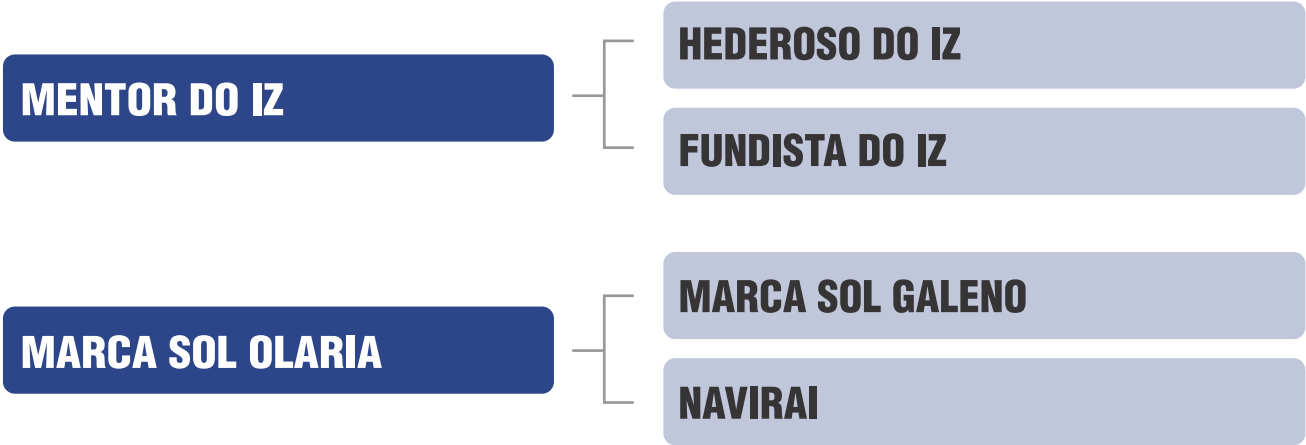 HEDEROSO DO IZ
MENTOR DO IZ
FUNDISTA DO IZ
MARCA SOL GALENO
MARCA SOL OLARIA
NAVIRAI